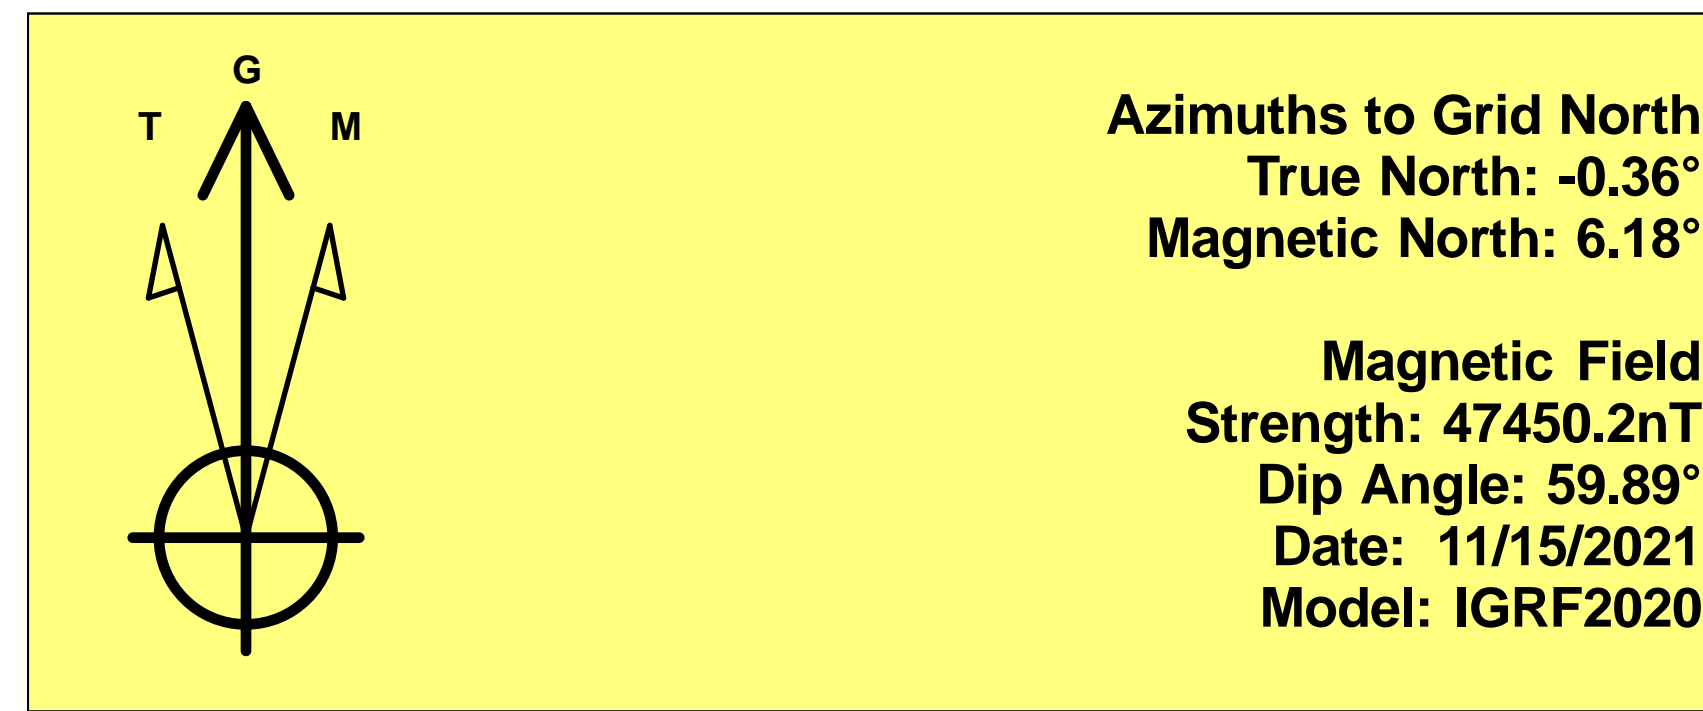 G
T
M
Azimuths to Grid North
True North: -0.36°
Magnetic North: 6.18°
Magnetic Field
Strength: 47450.2nT
Dip Angle: 59.89°
Date: 11/15/2021
Model: IGRF2020